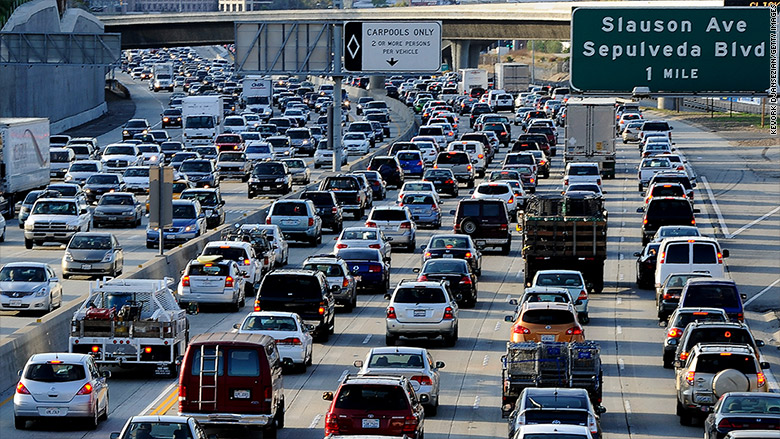 CARPOOLS ONLY
2 OR MORE PERSONS
PER VEHICLE
Slauson Ave
Sepulveda Blvd
1 MILE
KEVORK DJANSEZIAN/GETTY IMAGES